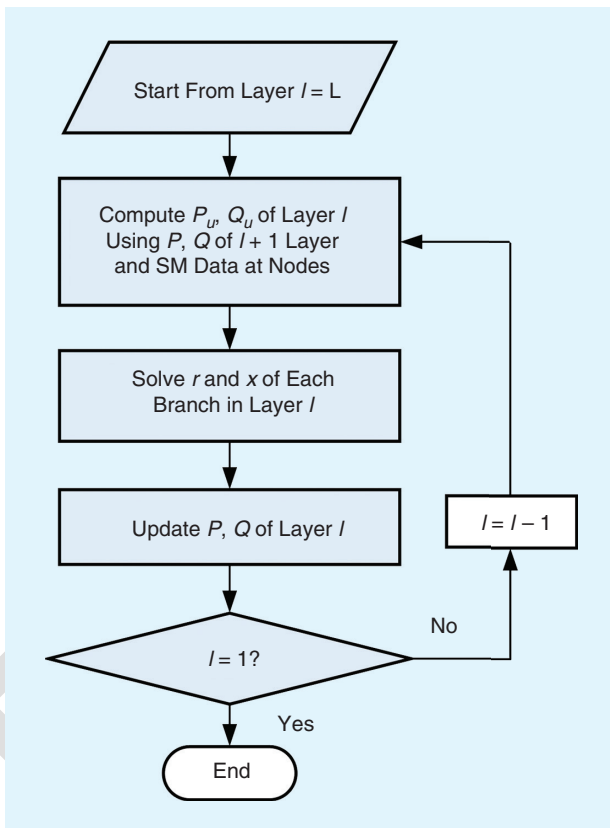 Start From Layer l = L
Compute Pu, Qu of Layer l
Using P, Q of l + 1 Layer
and SM Data at Nodes
Solve r and x of Each
Branch in Layer l
Update P, Q of Layer l
l = l – 1
l = 1?
No
Yes
End